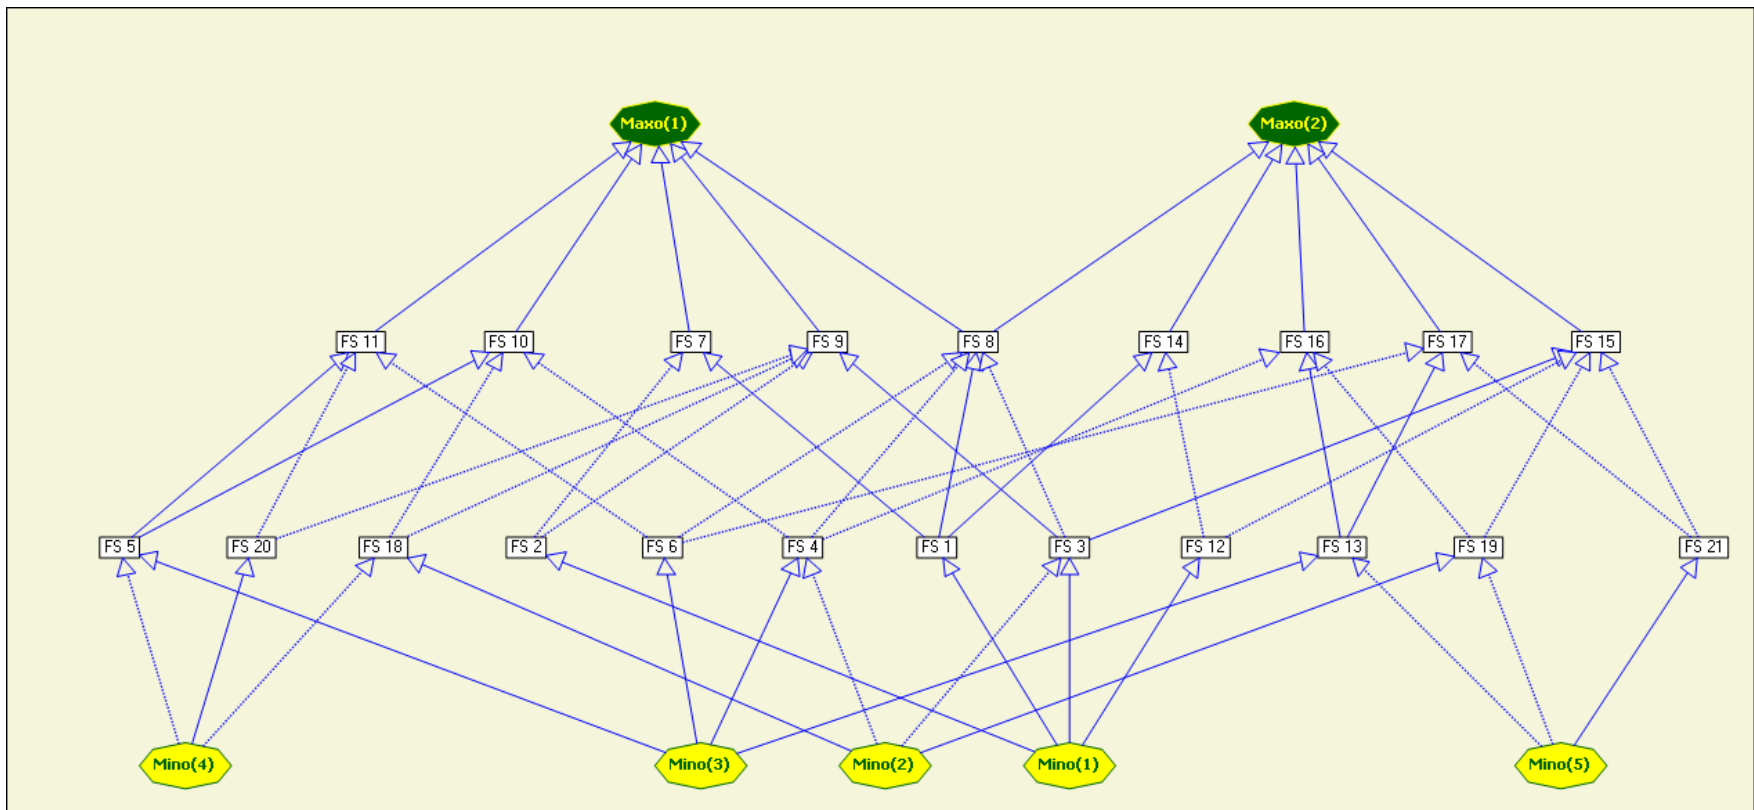 Maxo(1)
Maxo(2)
FS 11
FS 10
FS 7
FS 9
FS 8
FS 14
FS 16
FS 17
FS 15
FS 5
FS 20
FS 18
FS 2
FS 6
FS 4
FS 1
FS 3
FS 12
FS 13
FS 19
FS 21
Mino(4)
Mino(3)
Mino(2)
Mino(1)
Mino(5)